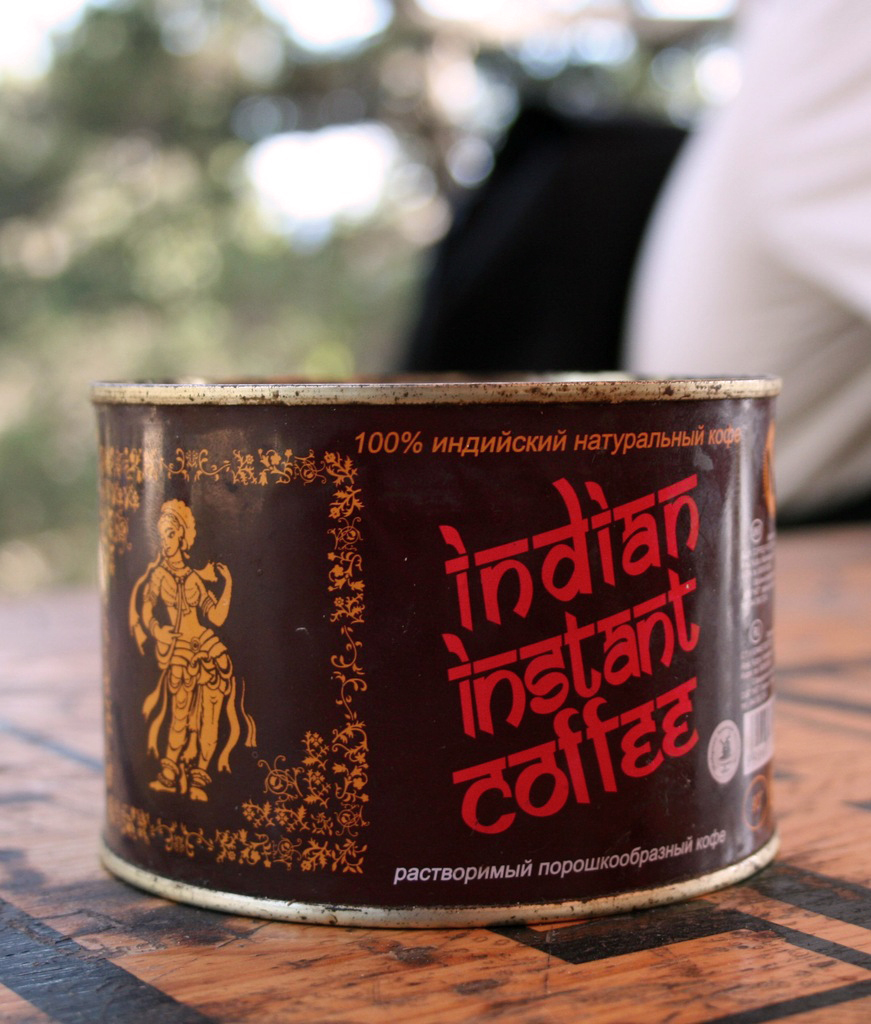 100% индийский натуральный кофе
indian
instant
coffee
растворимый порошкообразный кофе